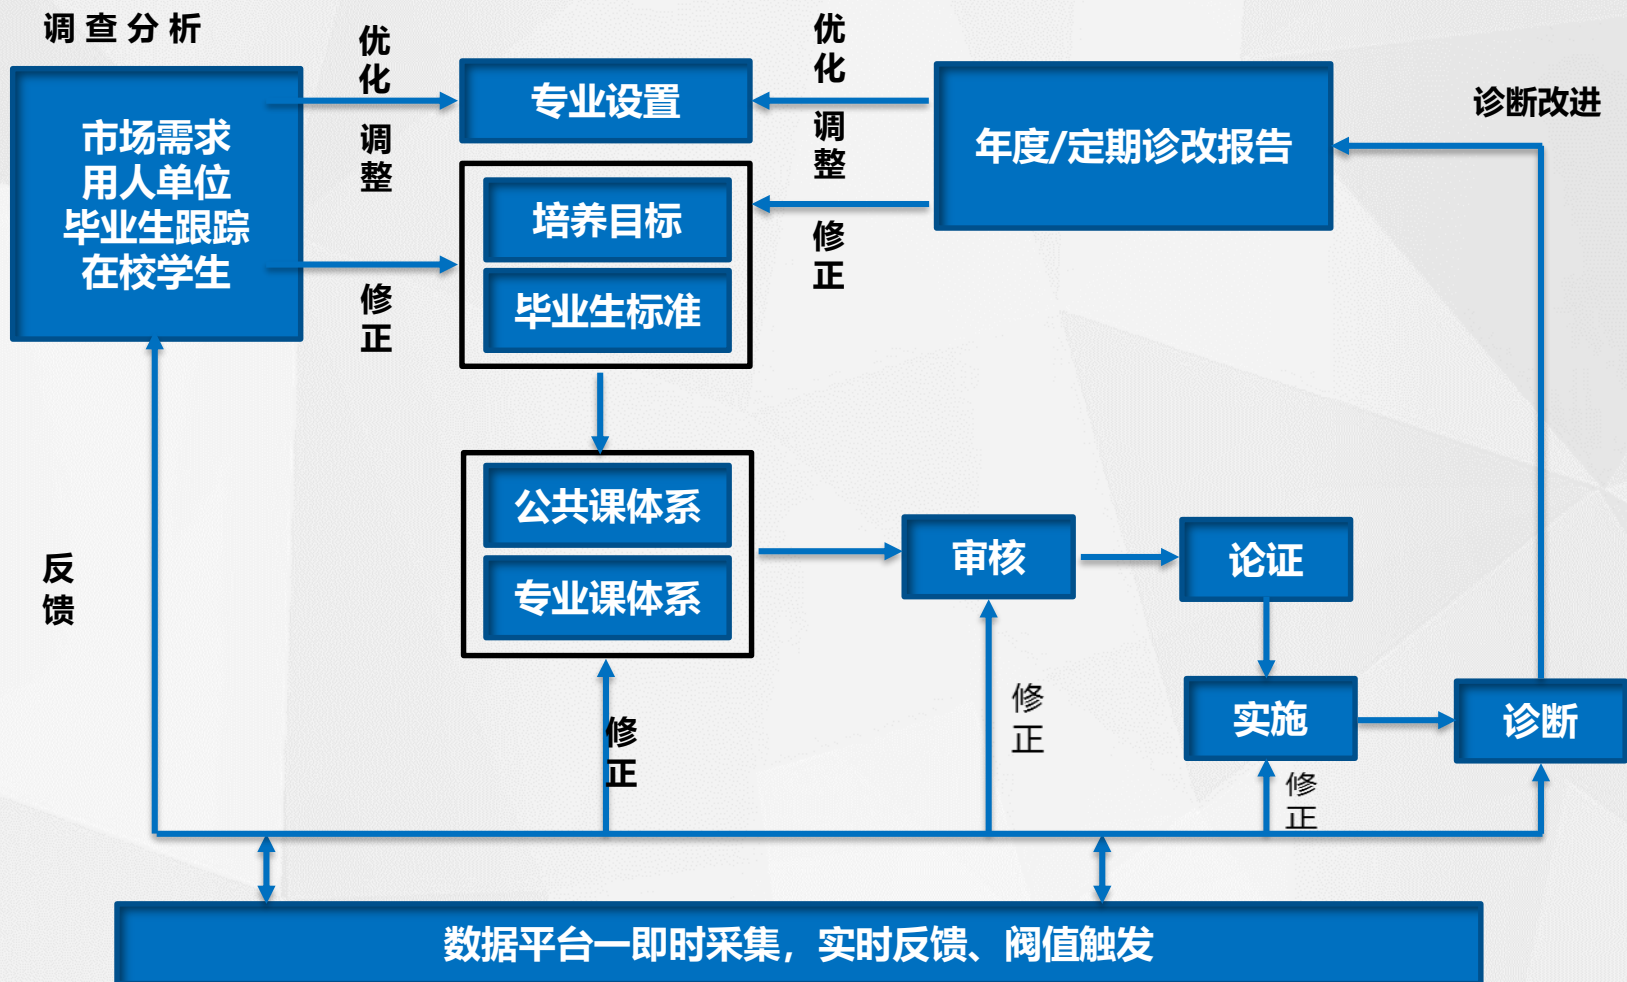 调查分析
优化 调整
优化 调整
诊断改进
市场需求
用人单位
毕业生跟踪
在校学生
专业设置
年度/定期诊改报告
培养目标
毕业生标准
修正
修正
公共课体系
专业课体系
审核
论证
反馈
修正
修正
实施
诊断
修正
数据平台一即时采集，实时反馈、阀值触发